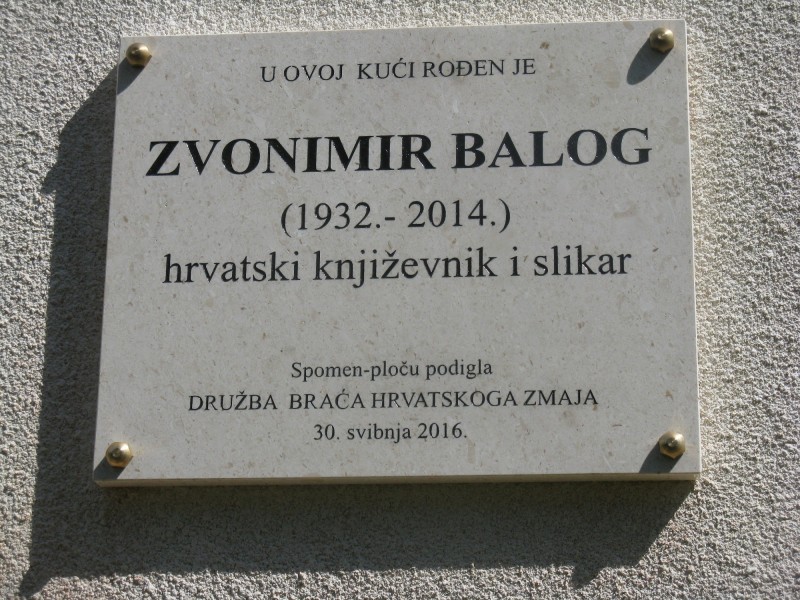 U OVOJ KUĆI ROĐEN JE
ZVONIMIR BALOG
(1932.- 2014.)
hrvatski književnik i slikar
Spomen-ploču podigla
DRUŽBA BRAĆA HRVATSKOGA ZMAJA
30. svibnja 2016.